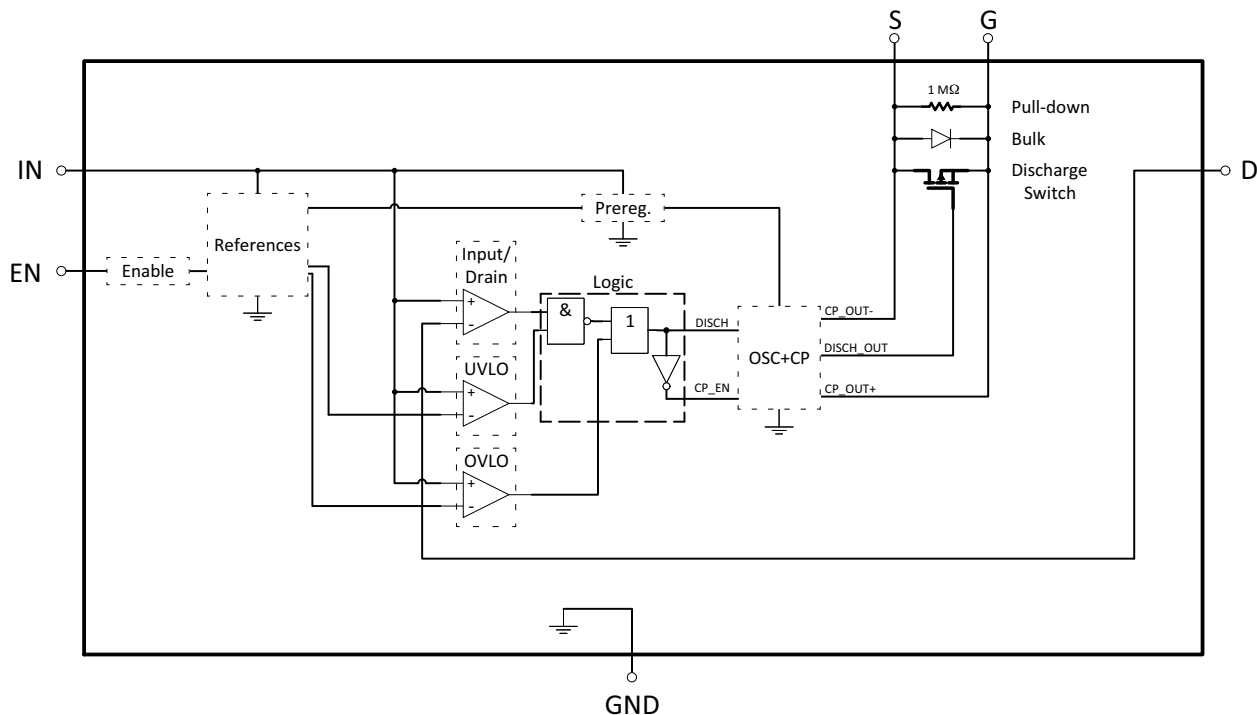 S
G
1 MΩ
Pull-down
Bulk
IN
Discharge
Switch
D
Prereg.
References
EN
Enable
Input/
Drain
+
-
Logic
&
1
DISCH
CP_OUT-
OSC+CP
DISCH_OUT
UVLO
+
-
CP_EN
CP_OUT+
OVLO
+
-
GND